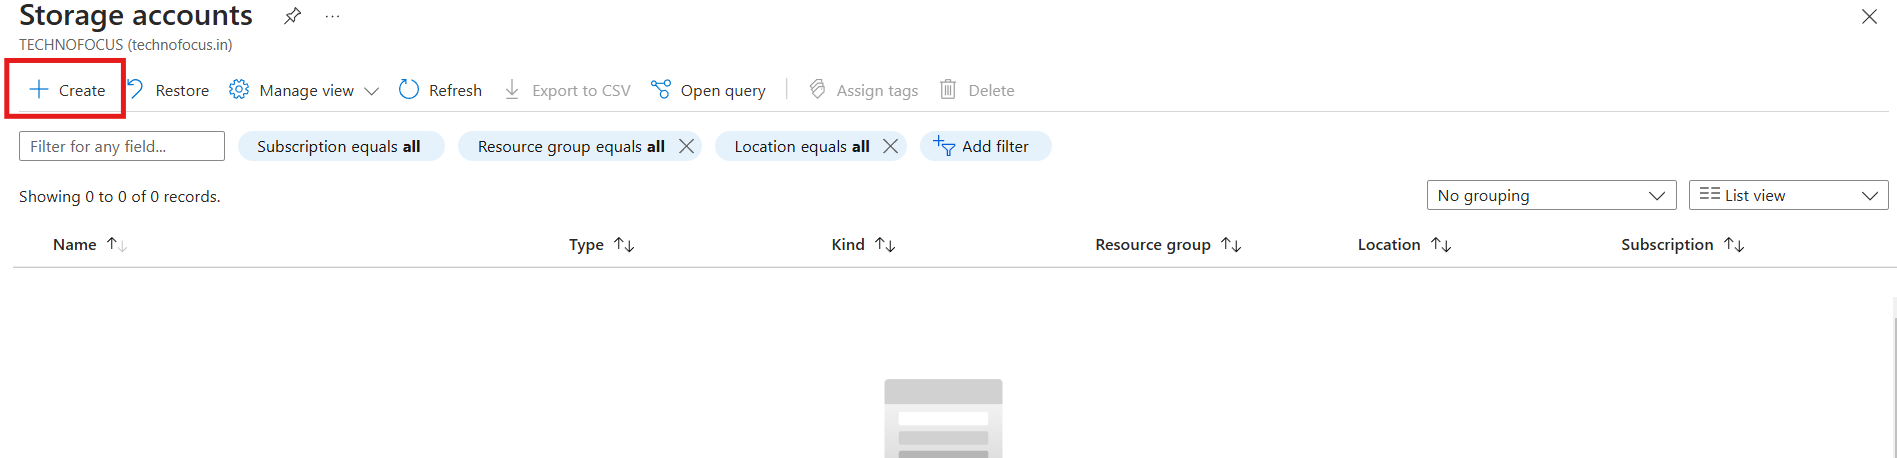 Storage accounts
TECHNOFOCUS (technofocus.in)
Create Restore Manage view Refresh Export to CSV Open query Assign tags Delete
Filter for any field... Subscription equals all Resource group equals all Location equals all Add filter
Showing 0 to 0 of 0 records. No grouping List view
Name Type Kind Resource group Location Subscription